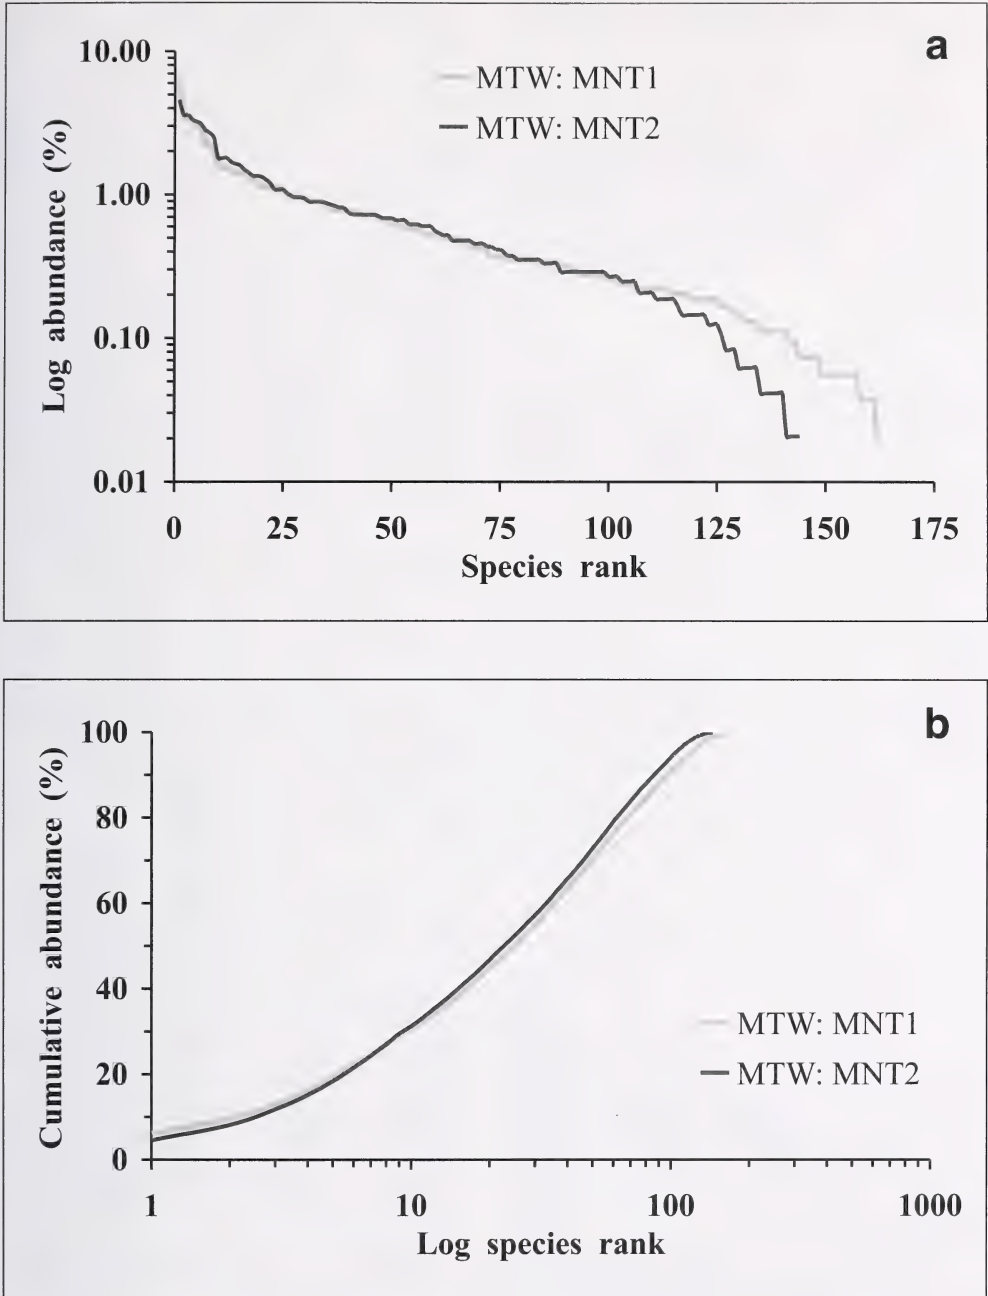 a
10.00
1.00
0.10
0.01
Log abundance (%)
MTW: MNT1
MTW: MNT2
0 25 50 75 100 125 150 175
Species rank
b
100
80
60
40
20
0
Cumulative abundance (%)
MTW: MNT1
MTW: MNT2
1 10 100 1000
Log species rank